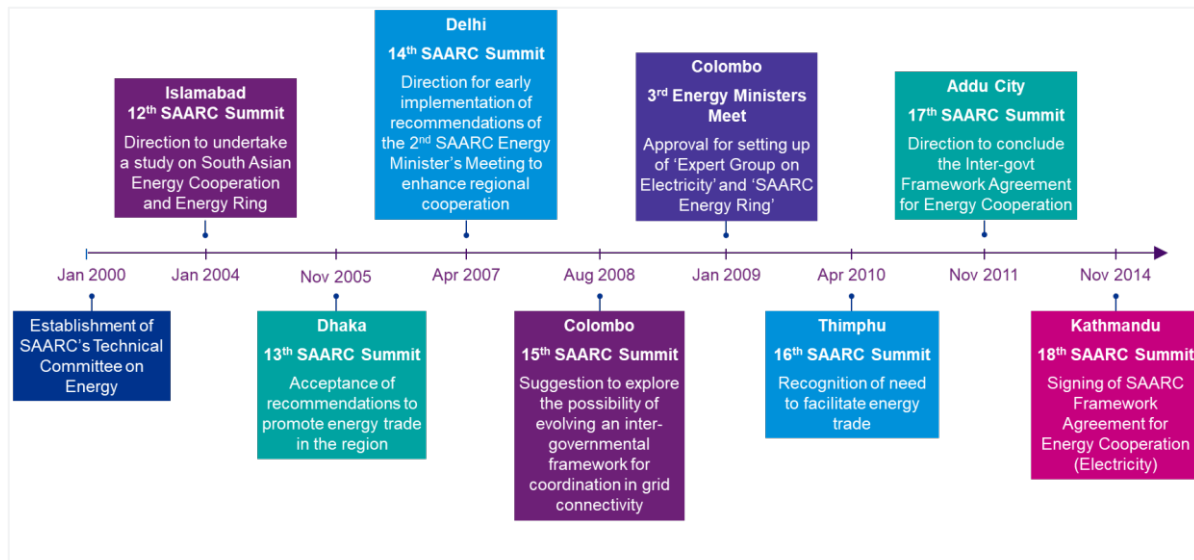 Islamabad
12th SAARC Summit
Direction to undertake
a study on South Asian
Energy Cooperation
and Energy Ring
Delhi
14th SAARC Summit
Direction for early
implementation of
recommendations of
the 2nd SAARC Energy
Minister's Meeting to
enhance regional
cooperation
Colombo
3rd Energy Ministers
Meet
Approval for setting up
of 'Expert Group on
Electricity' and 'SAARC
Energy Ring'
Addu City
17th SAARC Summit
Direction to conclude
the Inter-govt
Framework Agreement
for Energy Cooperation
Jan 2000
Jan 2004
Nov 2005
Apr 2007
Aug 2008
Jan 2009
Apr 2010
Nov 2011
Nov 2014
Establishment of
SAARC's Technical
Committee on
Energy
Dhaka
13th SAARC Summit
Acceptance of
recommendations to
promote energy trade
in the region
Colombo
15th SAARC Summit
Suggestion to explore
the possibility of
evolving an inter-
governmental
framework for
coordination in grid
connectivity
Thimphu
16th SAARC Summit
Recognition of need
to facilitate energy
trade
Kathmandu
18th SAARC Summit
Signing of SAARC
Framework
Agreement for
Energy Cooperation
(Electricity)